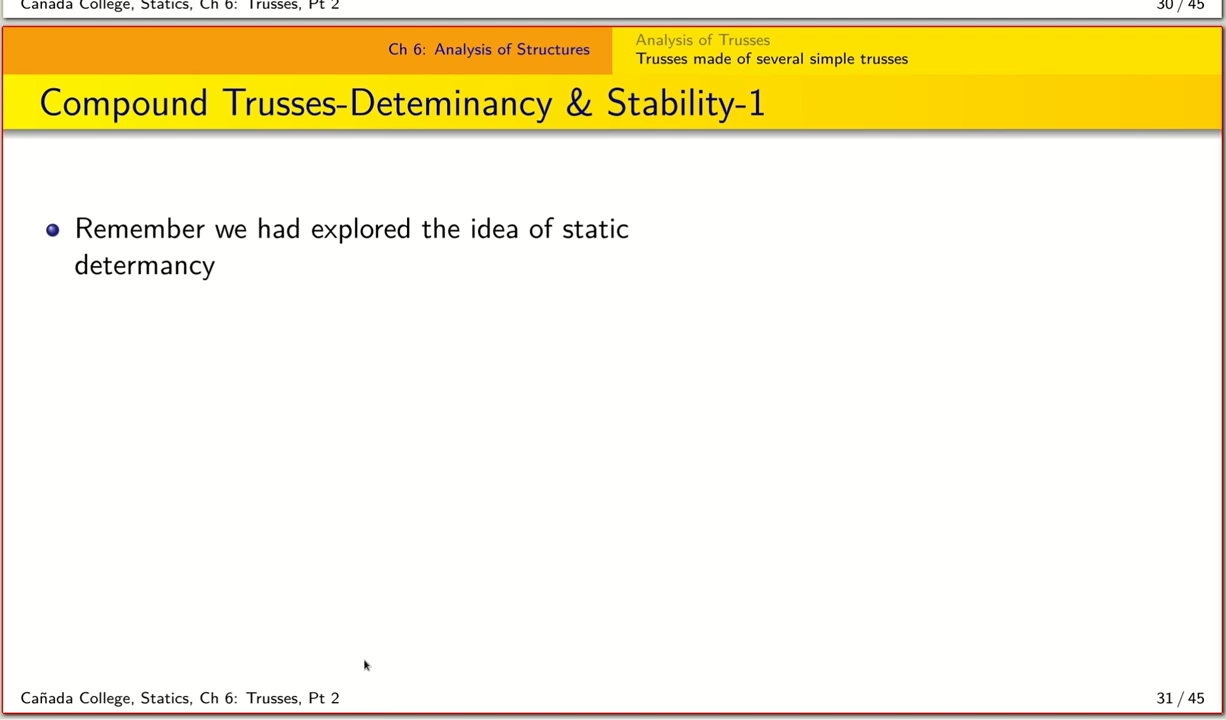 Cañada College, Statics, Ch 6: Trusses, Pt 2 30 / 45
Ch 6: Analysis of Structures
Analysis of Trusses
Trusses made of several simple trusses
Compound Trusses-Deteminancy & Stability-1
Remember we had explored the idea of static
determancy
Cañada College, Statics, Ch 6: Trusses, Pt 2 31 / 45